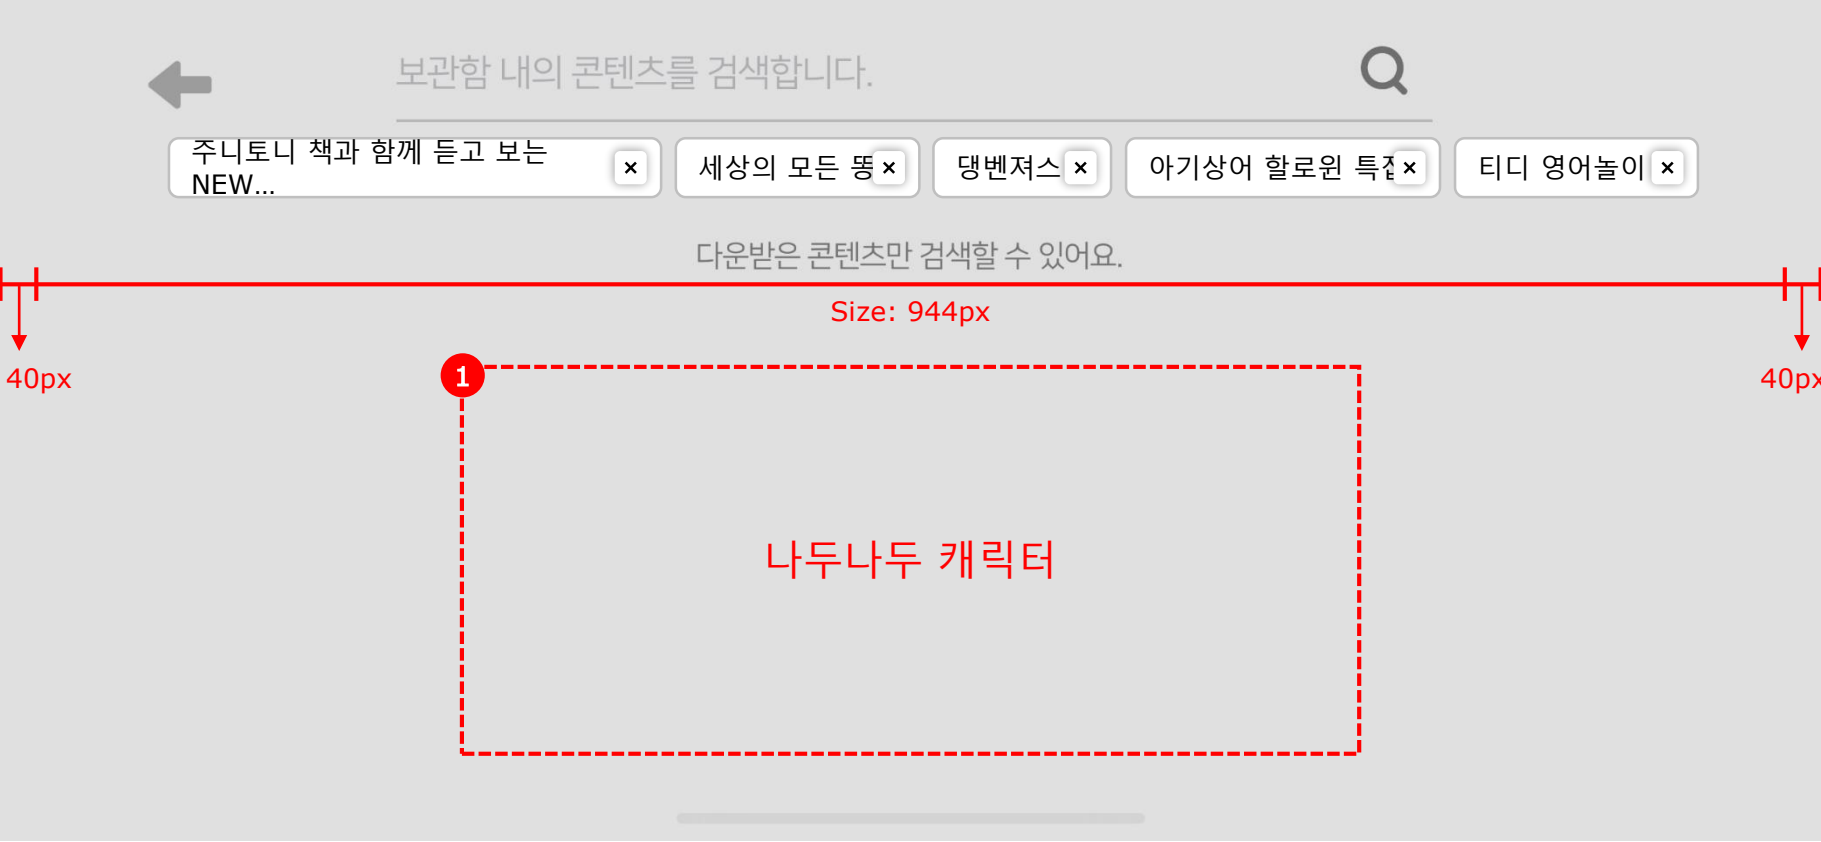 보관함 내의 콘텐츠를 검색합니다.
주니토니 책과 함께 듣고 보는
NEW...
세상의 모든 똥
댕벤져스
아기상어 할로윈 특집
티디 영어놀이
다운받은 콘텐츠만 검색할 수 있어요.
Size: 944px
40px
40px
1
나두나두 캐릭터